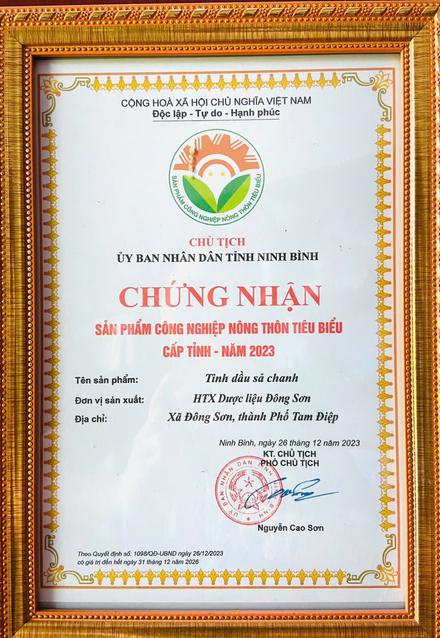 CỘNG HOÀ XÃ HỘI CHỦ NGHĨA VIỆT NAM
Độc lập - Tự do - Hạnh phúc
SẢN PHẨM CÔNG NGHIỆP NÔNG THÔN TIÊU BIỂU
CHỦ TỊCH
ỦY BAN NHÂN DÂN TỈNH NINH BÌNH
CHỨNG NHẬN
SẢN PHẨM CÔNG NGHIỆP NÔNG THÔN TIÊU BIỂU
CẤP TỈNH - NĂM 2023
Tên sản phẩm: Tinh dầu sả chanh
Đơn vị sản xuất: HTX Dược liệu Đông Sơn
Địa chỉ: Xã Đông Sơn, thành Phố Tam Điệp
Ninh Bình, ngày 26 tháng 12 năm 2023
KT. CHỦ TỊCH
PHÓ CHỦ TỊCH
Nguyễn Cao Sơn
Theo Quyết định số: 1098/QĐ-UBND ngày 26/12/2023
có giá trị đến hết ngày 31 tháng 12 năm 2026